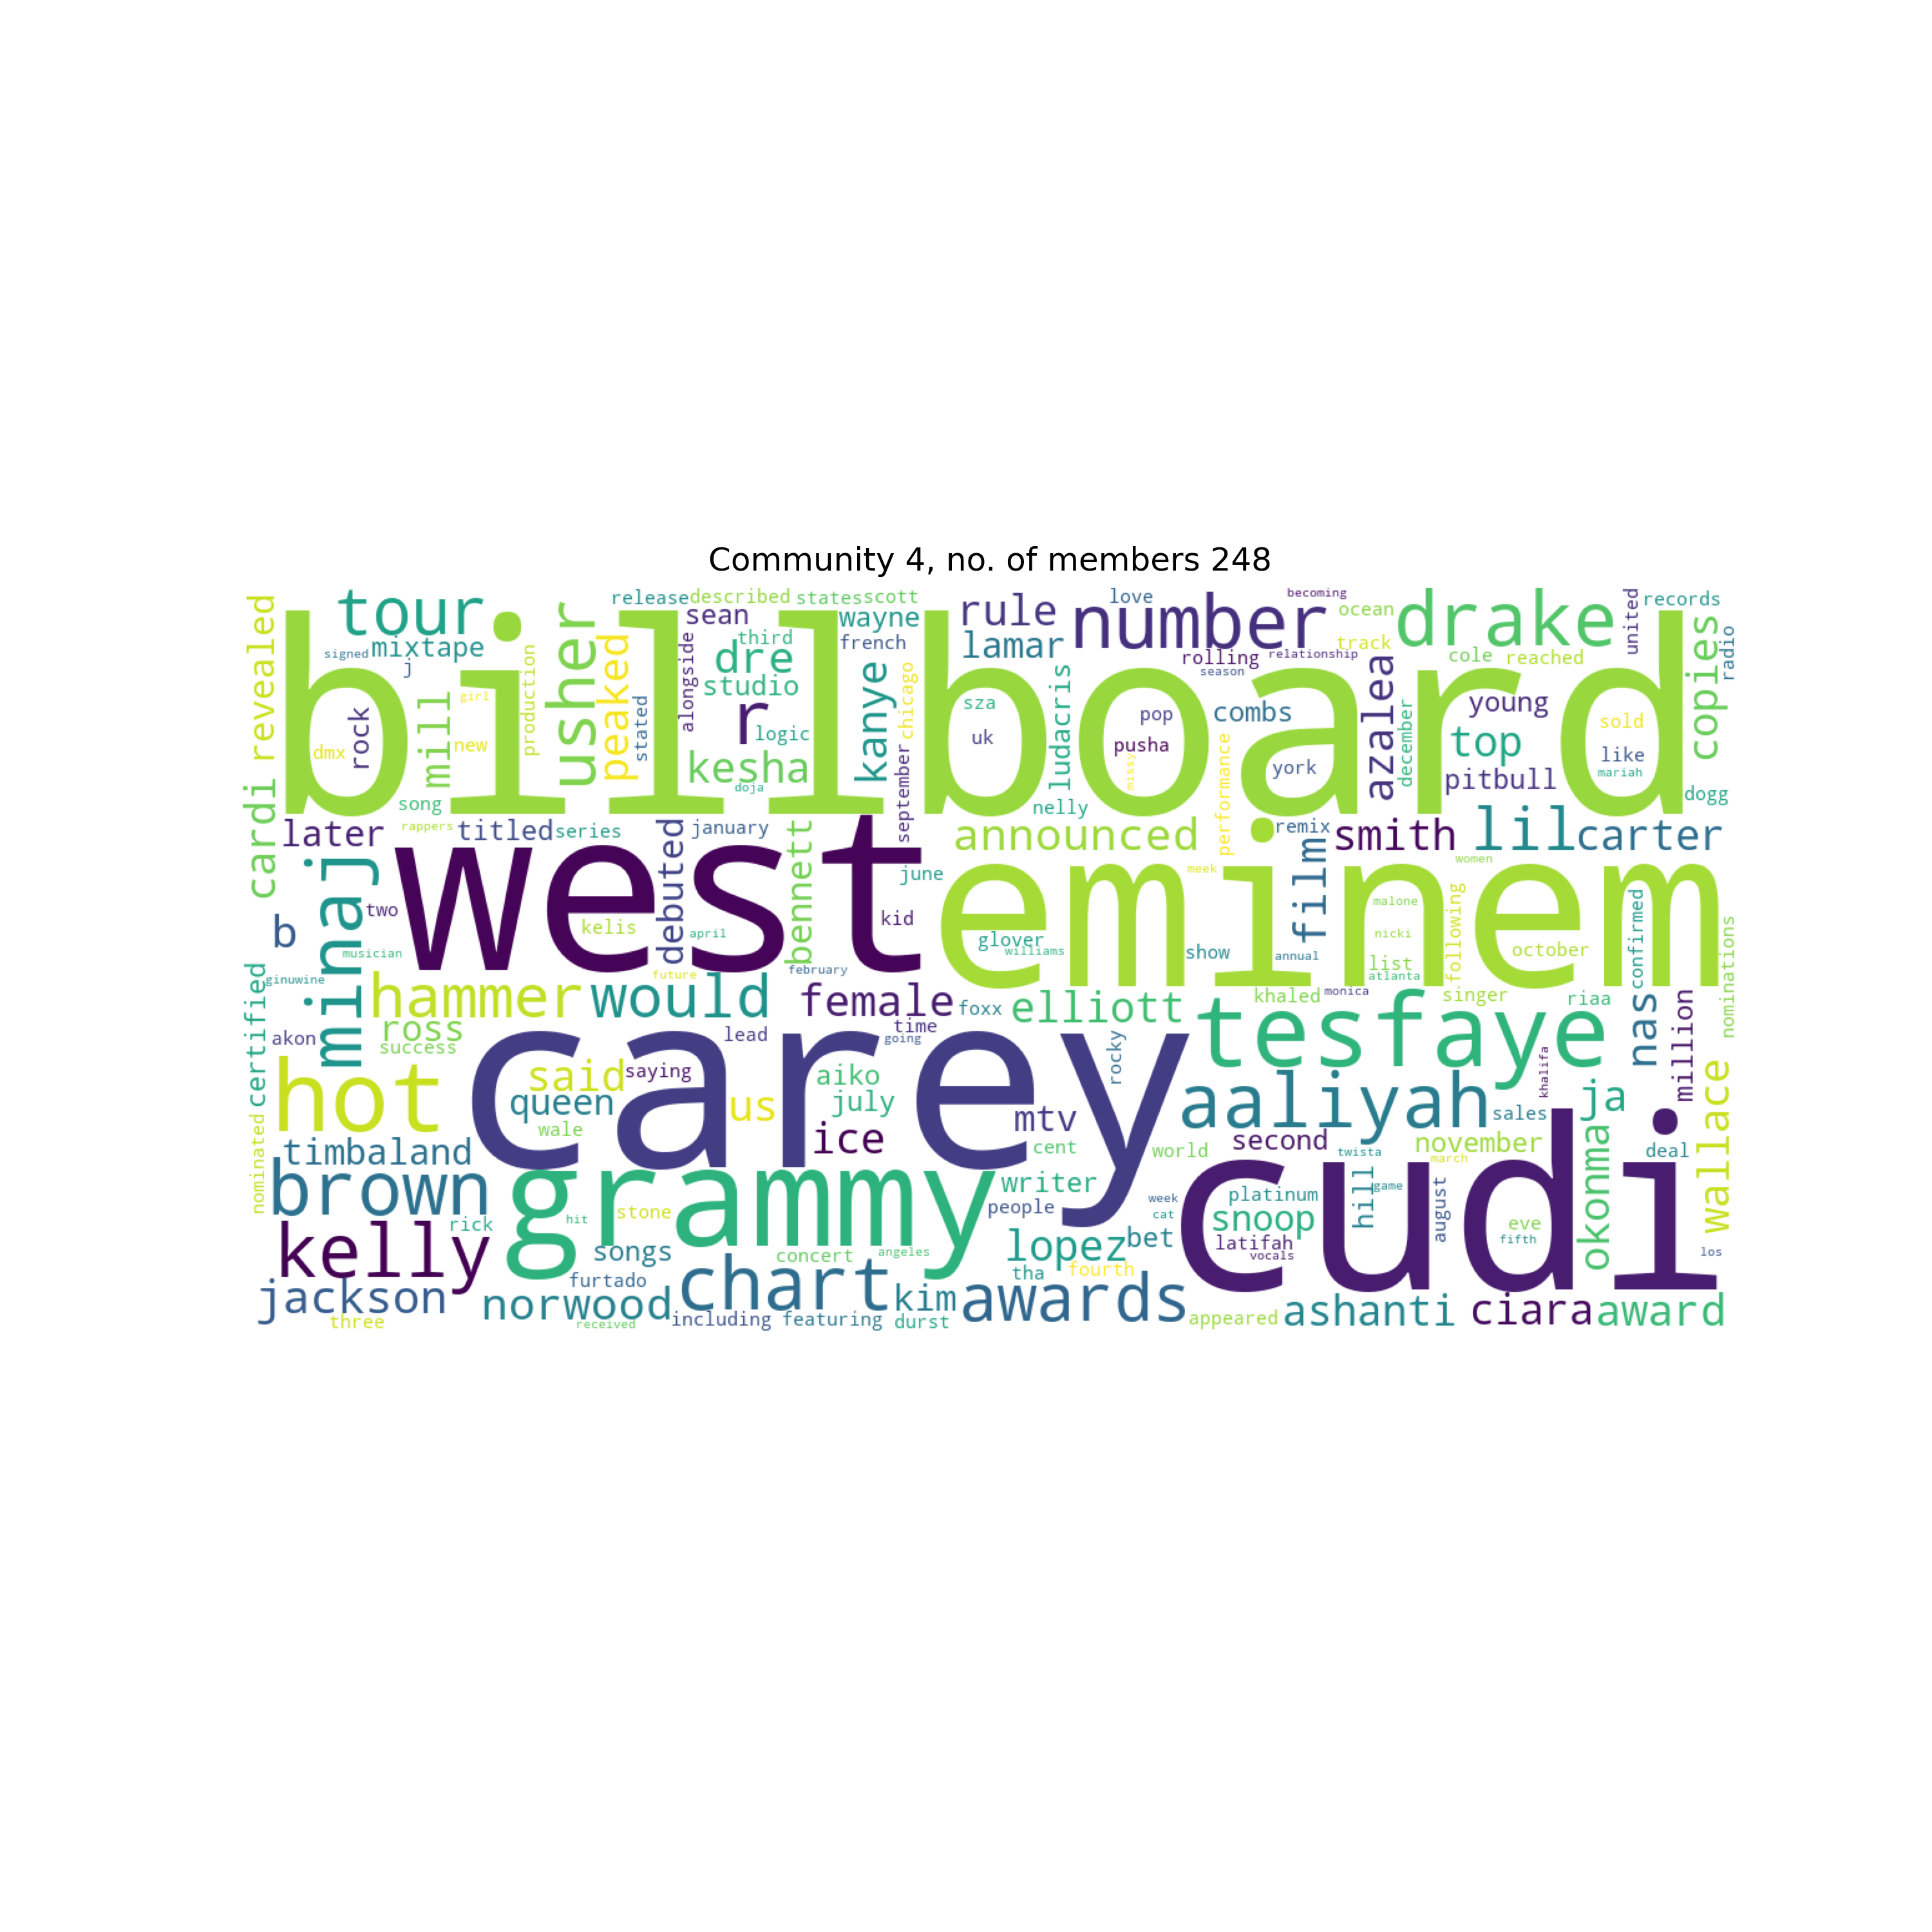 Community 4, no. of members 248
billboard
west
eminem
carey
cudi
grammy
tesfaye
hot
drake
number
tour
usher
revealed
cardi
release
described
states
scott
sean
wayne
rule
love
becoming
ocean
united
records
signed
mixtape
j
alongside
third
french
lamar
rolling
relationship
track
cole
reached
copies
radio
mill
girl
production
peaked
stated
dre
studio
r
logic
kanye
chicago
sza
uk
ludacris
pop
pusha
missy
season
combs
performance
york
azalea
december
young
top
pitbull
sold
like
mariah
dogg
dmx
rock
new
song
kesha
doja
september
nelly
later
rappers
titled
series
debuted
january
bennett
june
announced
remix
film
smith
lil
carter
women
meek
minaj
two
b
musician
kelis
april
kid
february
future
glover
williams
show
annual
malone
nicki
list
atlanta
following
october
confirmed
nominations
ginuwine
certified
hammer
would
female
foxx
elliott
khaled
monica
singer
riaa
nas
million
akon
ross
success
lead
time
going
rocky
khalifa
said
saying
queen
us
wale
aiko
july
ice
mtv
cent
aaliyah
sales
ja
wallace
world
second
twista
november
march
okonma
deal
nominated
timbaland
brown
stone
hit
rick
kelly
songs
writer
people
week
cat
platinum
snoop
latifah
vocals
hill
game
august
eve
fifth
los
concert
angeles
lopez
bet
tha
fourth
furtado
jackson
three
norwood
received
chart
including
featuring
kim
durst
awards
appeared
ashanti
ciara
award